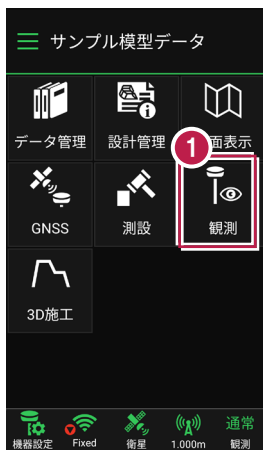 サンプル模型データ
データ管理
設計管理
面表示
1
GNSS
測設
観測
3D施工
通常
機器設定
Fixed
衛星
1.000m
観測